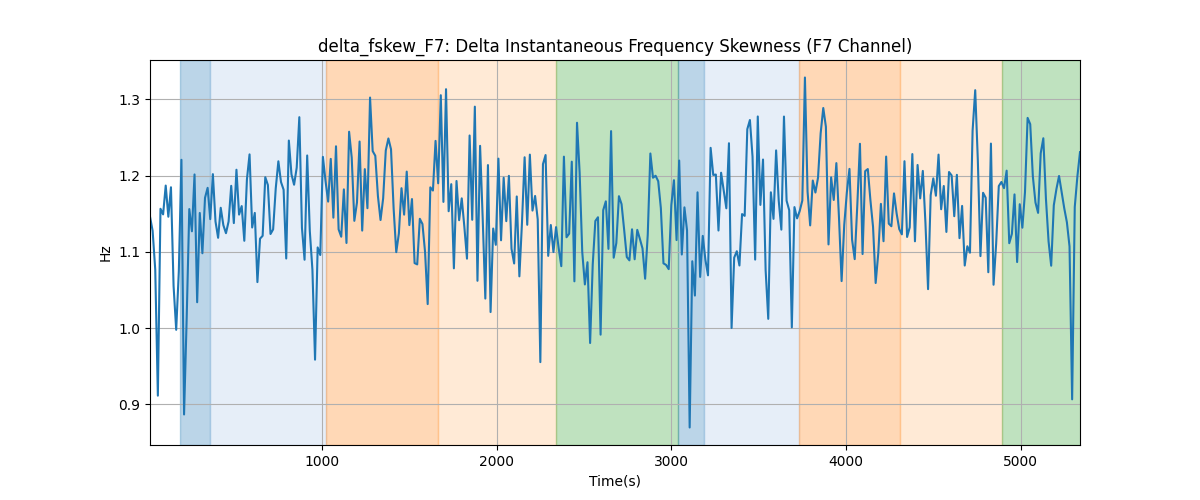 delta_fskew_F7: Delta Instantaneous Frequency Skewness (F7 Channel)
Hz
1.3
1.2
1.1
1.0
0.9
1000 2000 3000 4000 5000
Time(s)